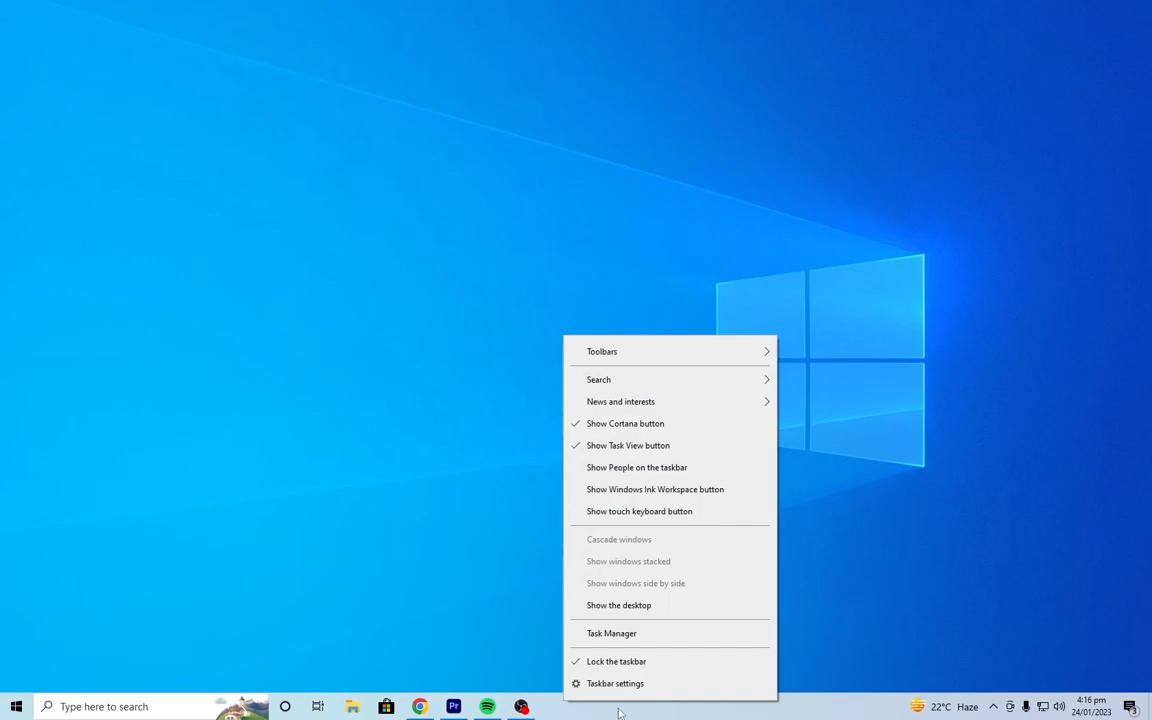 Toolbars
Search
News and interests
Show Cortana button
Show Task View button
Show People on the taskbar
Show Windows Ink Workspace button
Show touch keyboard button
Cascade windows
Show windows stacked
Show windows side by side
Show the desktop
Task Manager
Lock the taskbar
Taskbar settings
Type here to search
Pr
22°C Haze
4:16 pm
24/01/2023
3